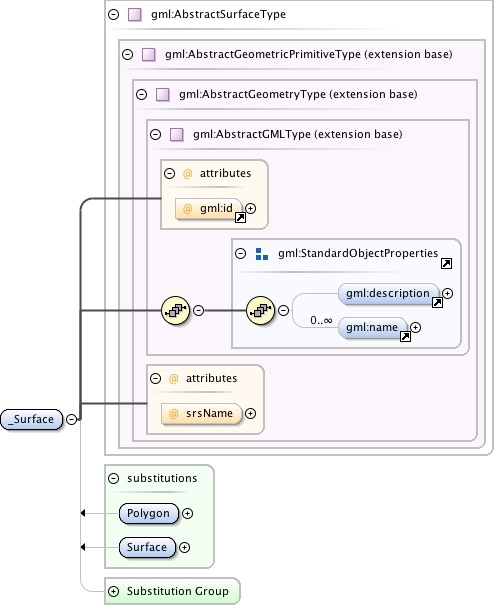 gml:AbstractSurfaceType
gml:AbstractGeometricPrimitiveType (extension base)
gml:AbstractGeometryType (extension base)
gml:AbstractGMLType (extension base)
@ attributes
@ gml:id
gml:StandardObjectProperties
gml:description
0..∞
gml:name
@ attributes
@ srsName
_Surface
substitutions
Polygon
Surface
Substitution Group